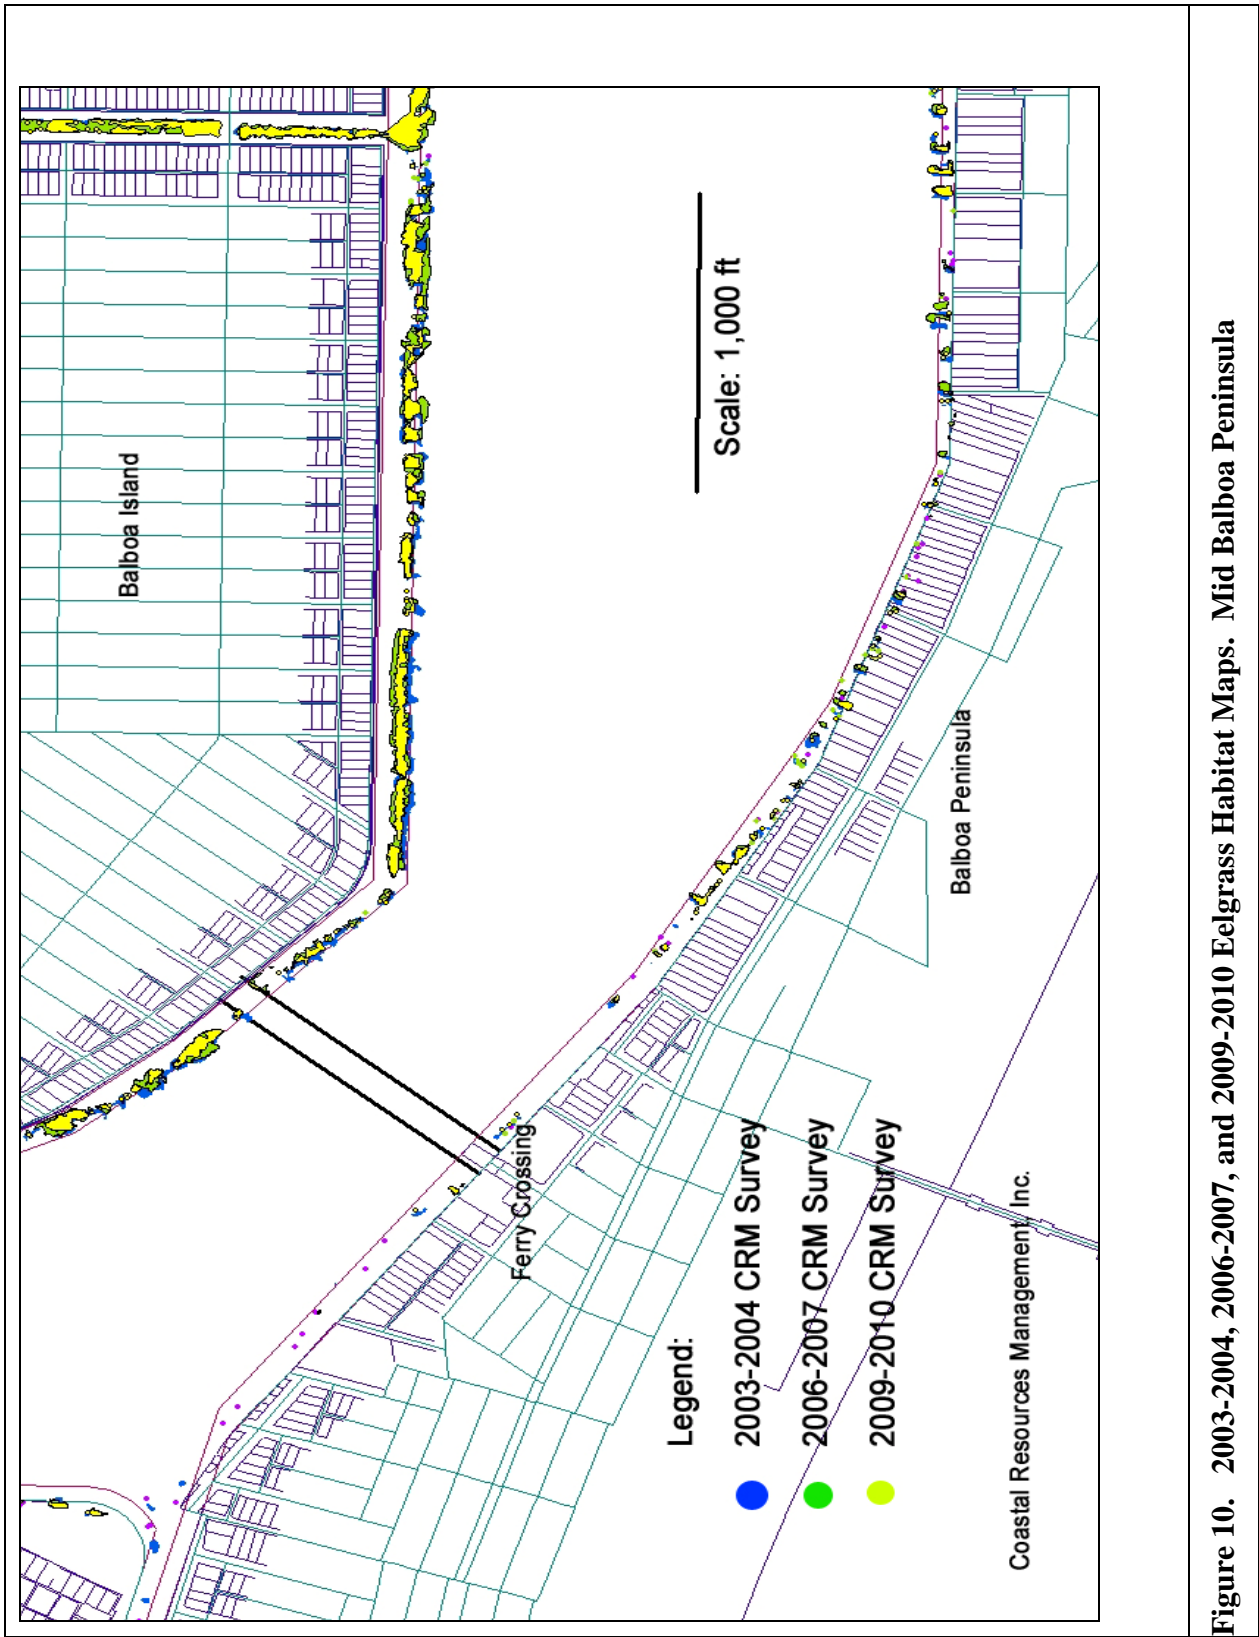 Balboa Island
Scale: 1,000 ft
Ferry Crossing
Balboa Peninsula
Legend:
2003-2004 CRM Survey
2006-2007 CRM Survey
2009-2010 CRM Survey
Coastal Resources Management, Inc.
Figure 10. 2003-2004, 2006-2007, and 2009-2010 Eelgrass Habitat Maps. Mid Balboa Peninsula